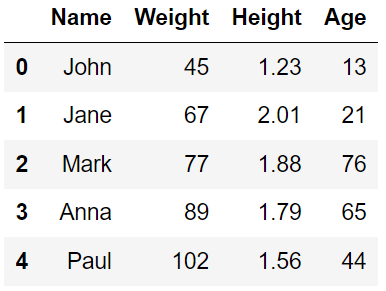 Name Weight Height Age
0 John 45 1.23 13
1 Jane 67 2.01 21
2 Mark 77 1.88 76
3 Anna 89 1.79 65
4 Paul 102 1.56 44